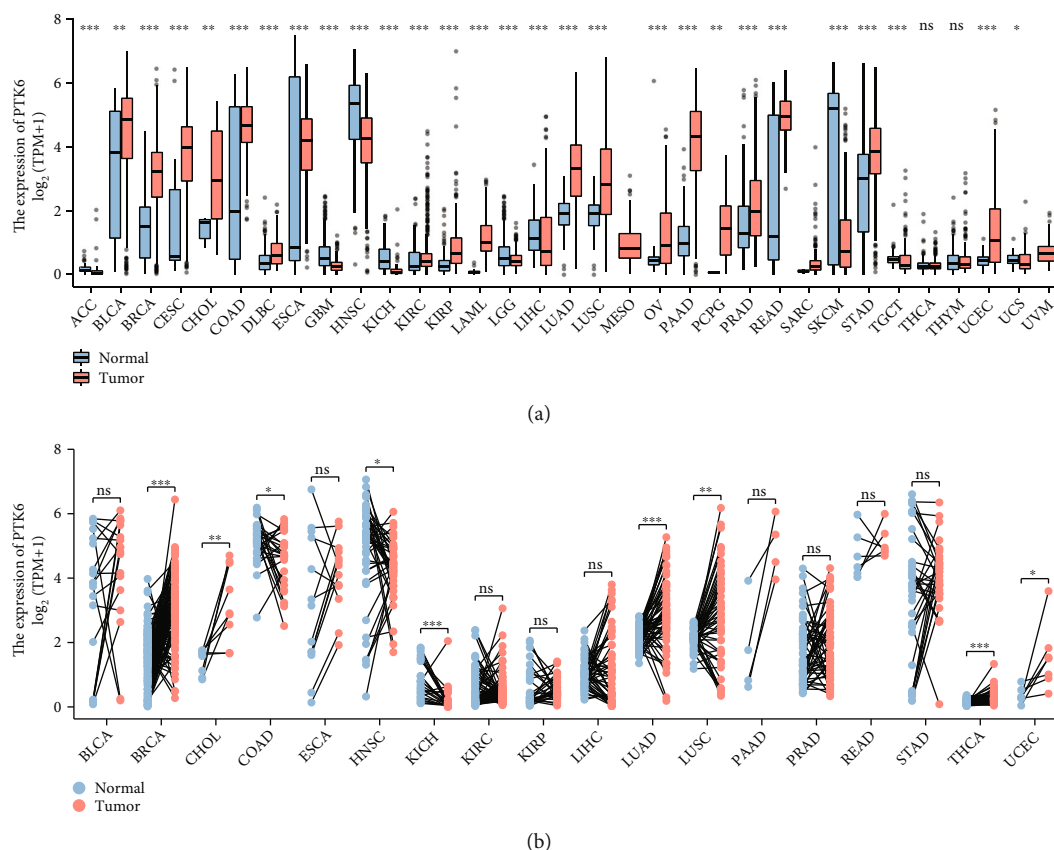 (a)
The expression of PTK6
log₂ (TPM+1)
8
6
4
2
0
*** ** *** *** ** *** *** *** *** *** *** *** *** *** *** *** *** *** *** *** ** *** *** *** *** *** ns ns *** *
ACC BLCA BRCA CESC CHOL COAD DLBC ESCA GBM HNSC KICH KIRC KIRP LAML LGG LIHC LUAD LUSC MESO OV PAAD PCPG PRAD READ SARC SKCM STAD TGCT THCA THYM UCEC UCS UVM
Normal
Tumor
(a)
The expression of PTK6
log₂ (TPM+1)
8
6
4
2
0
ns *** ** * ns * *** ns ns ns *** ** ns ns ns ns *** *
BLCA BRCA CHOL COAD ESCA HNSC KICH KIRC KIRP LIHC LUAD LUSC PAAD PRAD READ STAD THCA UCEC
Normal
Tumor
(b)